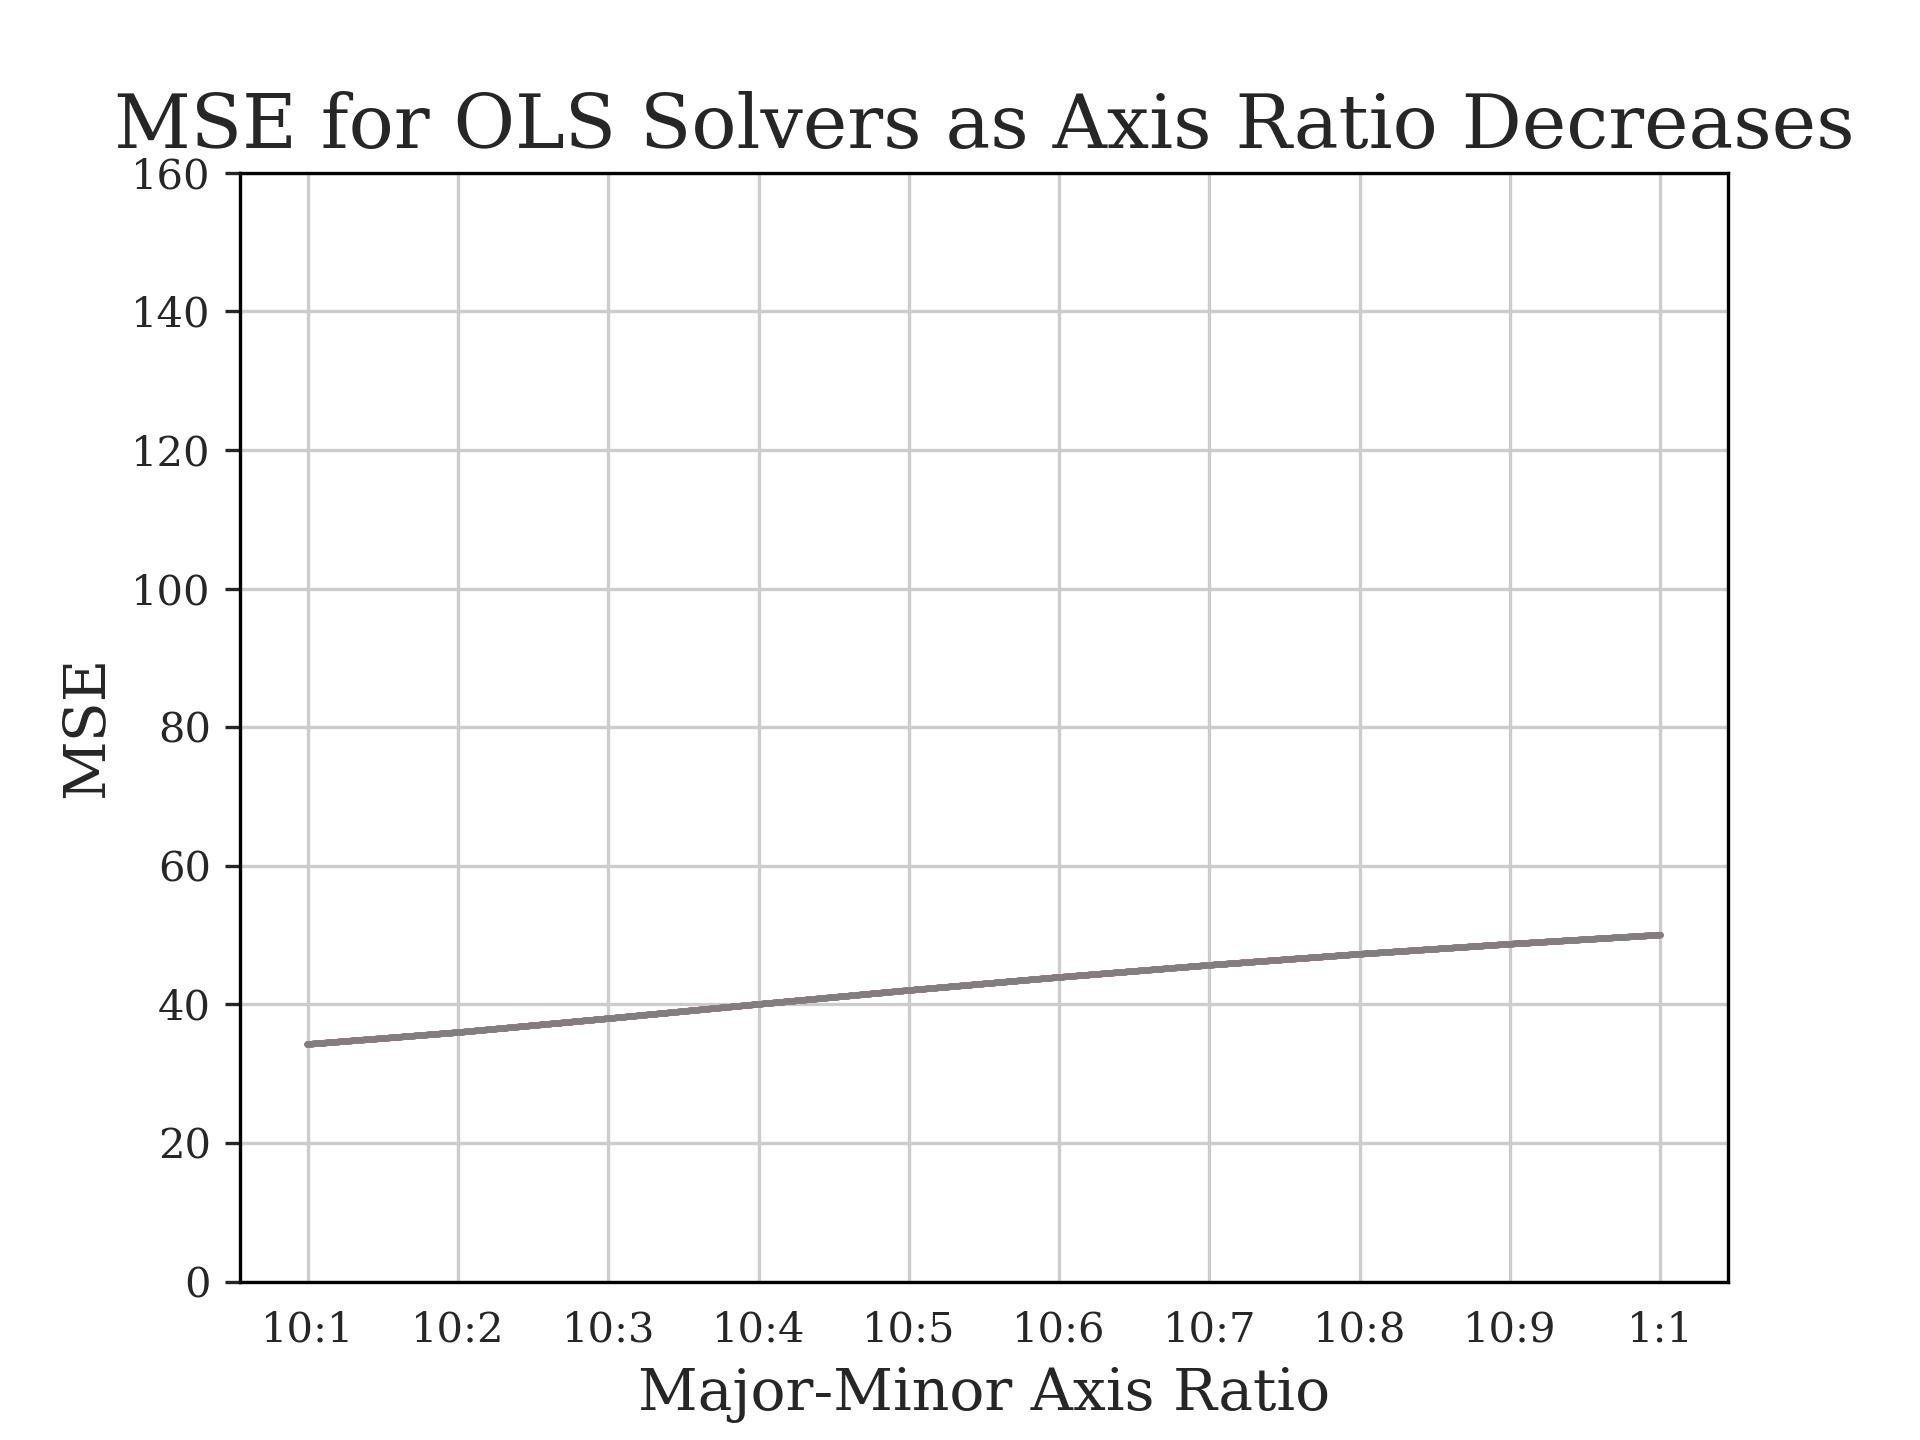 MSE for OLS Solvers as Axis Ratio Decreases
160
140
120
100
80
60
40
20
0
MSE
10:1 10:2 10:3 10:4 10:5 10:6 10:7 10:8 10:9 1:1
Major-Minor Axis Ratio